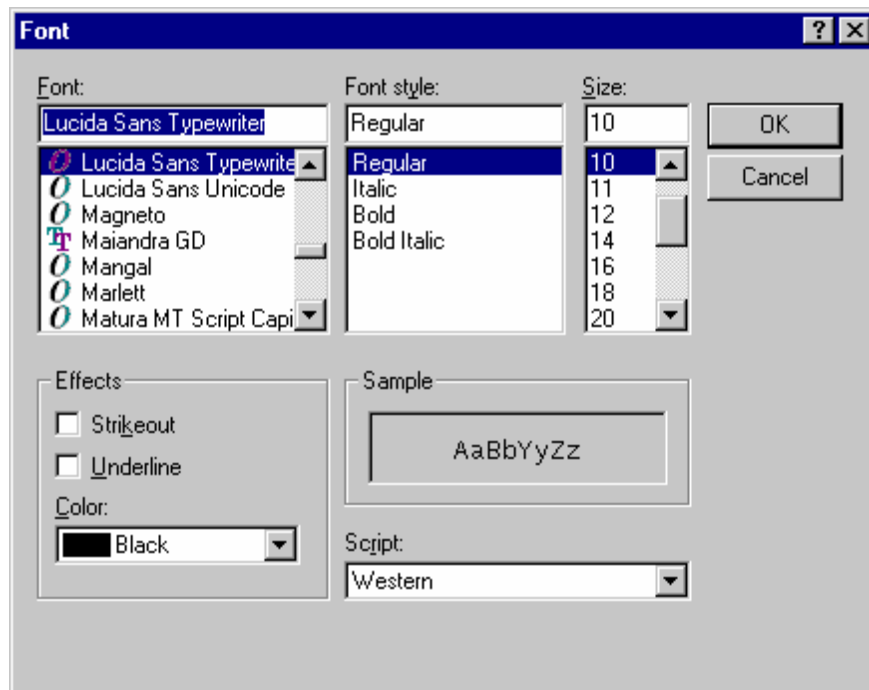 Font
Font:
Font style:
Size:
Lucida Sans Typewriter
Regular
10
OK
Cancel
Lucida Sans Typewrite
Lucida Sans Unicode
Magneto
Maiandra GD
Mangal
Marlett
Matura MT Script Capi
Regular
Italic
Bold
Bold Italic
10
11
12
14
16
18
20
Effects
Strikeout
Underline
Color:
Black
Sample
AaBbYyZz
Script:
Western